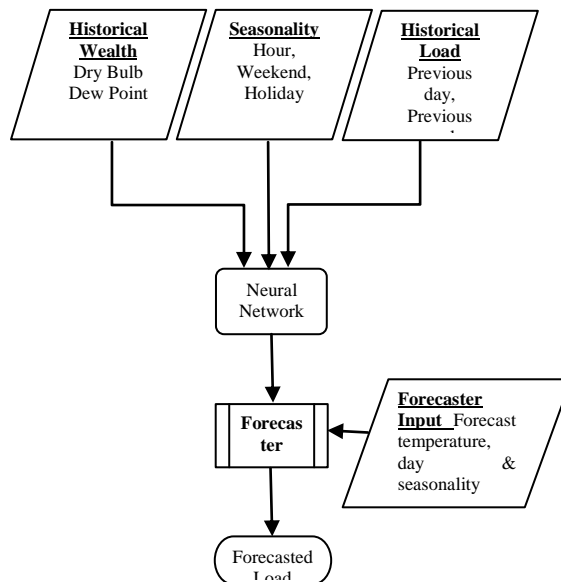 Historical
Wealth
Dry Bulb
Dew Point
Seasonality
Hour,
Weekend,
Holiday
Historical
Load
Previous
day,
Previous
Neural
Network
Forecas
ter
Forecaster
Input Forecast
temperature,
day &
seasonality
Forecasted
Load